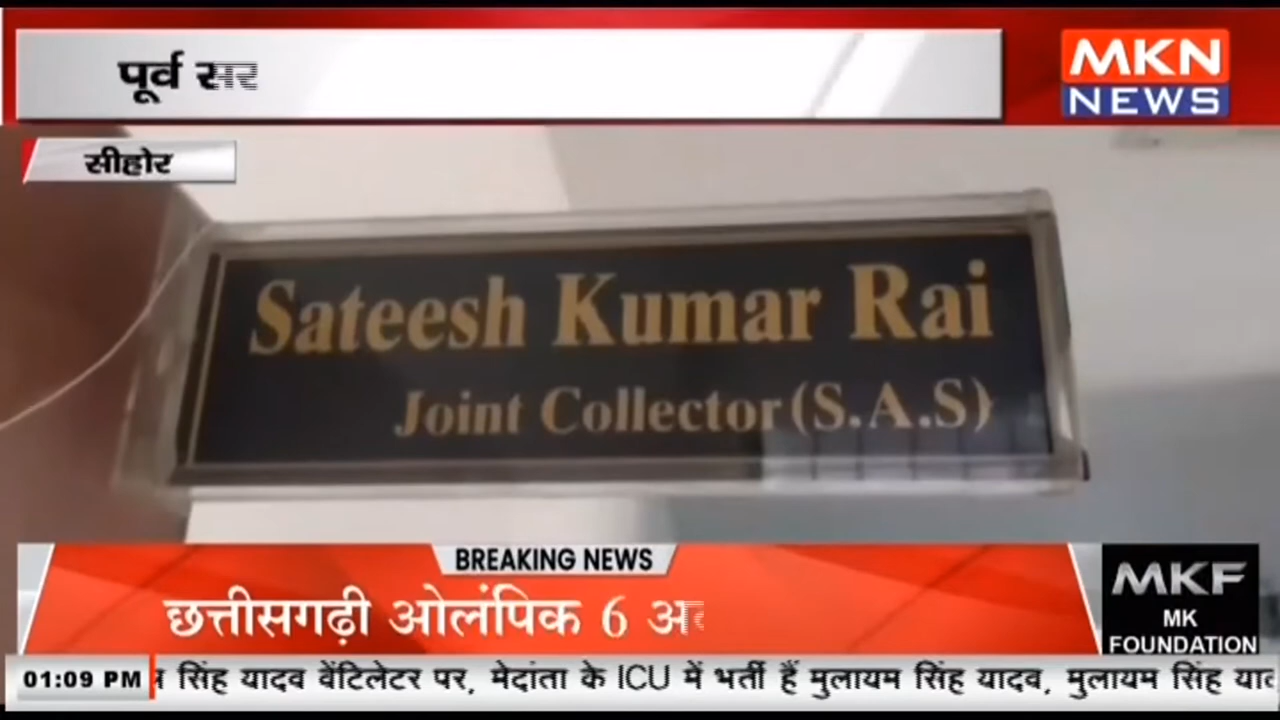 पूर्व सर
MKN
NEWS
सीहोर
Sateesh Kumar Rai
Joint Collector (S.A.S)
BREAKING NEWS
छत्तीसगढ़ी ओलंपिक 6
MKF
MK
FOUNDATION
01:09 PM सिंह यादव वेंटिलेटर पर, मेदांता के ICU में भर्ती हैं मुलायम सिंह यादव, मुलायम सिंह